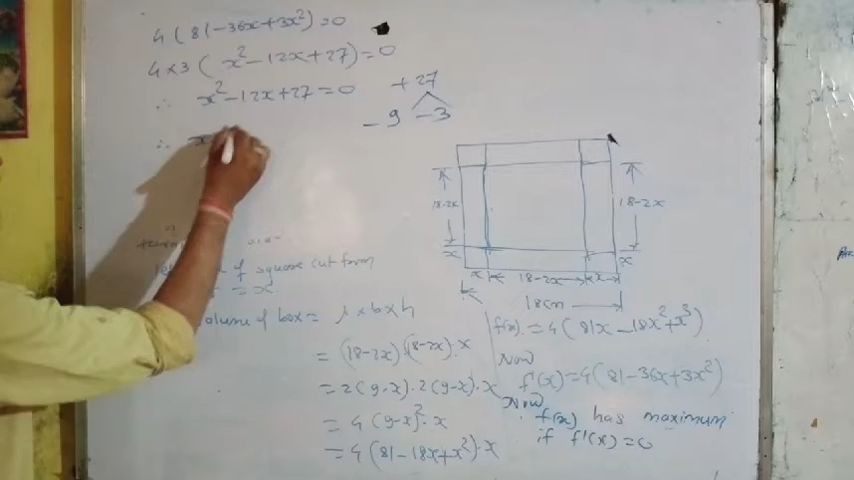 4(81-36x+3x²)=0
4×3(x²-12x+27)=0
∴ x²-12x+27=0
+27
-9 -3
∴ x
18-2x
18-2x
x
x
x 18-2x x
18cm
of square cut form
= x.
Volume of box = l×b×h
= (18-2x)(18-2x)·x
= 2(9-x)·2(9-x)·x
= 4(9-x)²·x
= 4(81-18x+x²)·x
f(x) = 4(81x-18x²+x³)
Now
f'(x)=4(81-36x+3x²)
Now
f(x) has maximum
if f'(x)=0